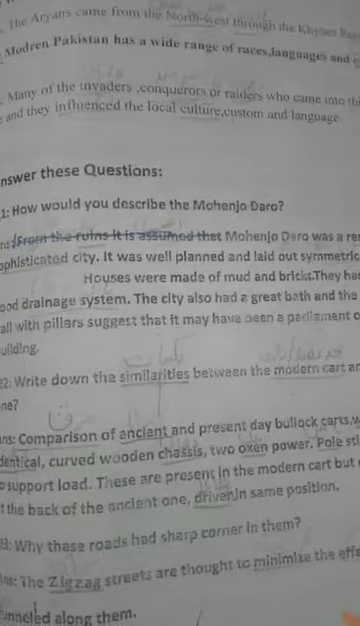 The Aryans came from the North-west through the Khyber Pass
Modren Pakistan has a wide range of races,languages and
Many of the invaders ,conquerors or raiders who came into
and they influenced the local culture,custom and language
nswer these Questions:
1: How would you describe the Mohenjo Daro?
ns: From the ruins it is assumed that Mohenjo Daro was a
ophisticated city. It was well planned and laid out symmetric
Houses were made of mud and bricks.They ha
ood drainage system. The city also had a great bath and the
all with pillars suggest that it may have been a parliament
uilding.
2: Write down the similarities between the modern cart an
ne?
ns: Comparison of ancient and present day bullock carts,
dentical, curved wooden chassis, two oxen power. Pole sti
o support load. These are present in the modern cart but
t the back of the ancient one, driver,in same position.
3: Why these roads had sharp corner in them?
ns: The Zigzag streets are thought to minimize the effe
unneled along them.